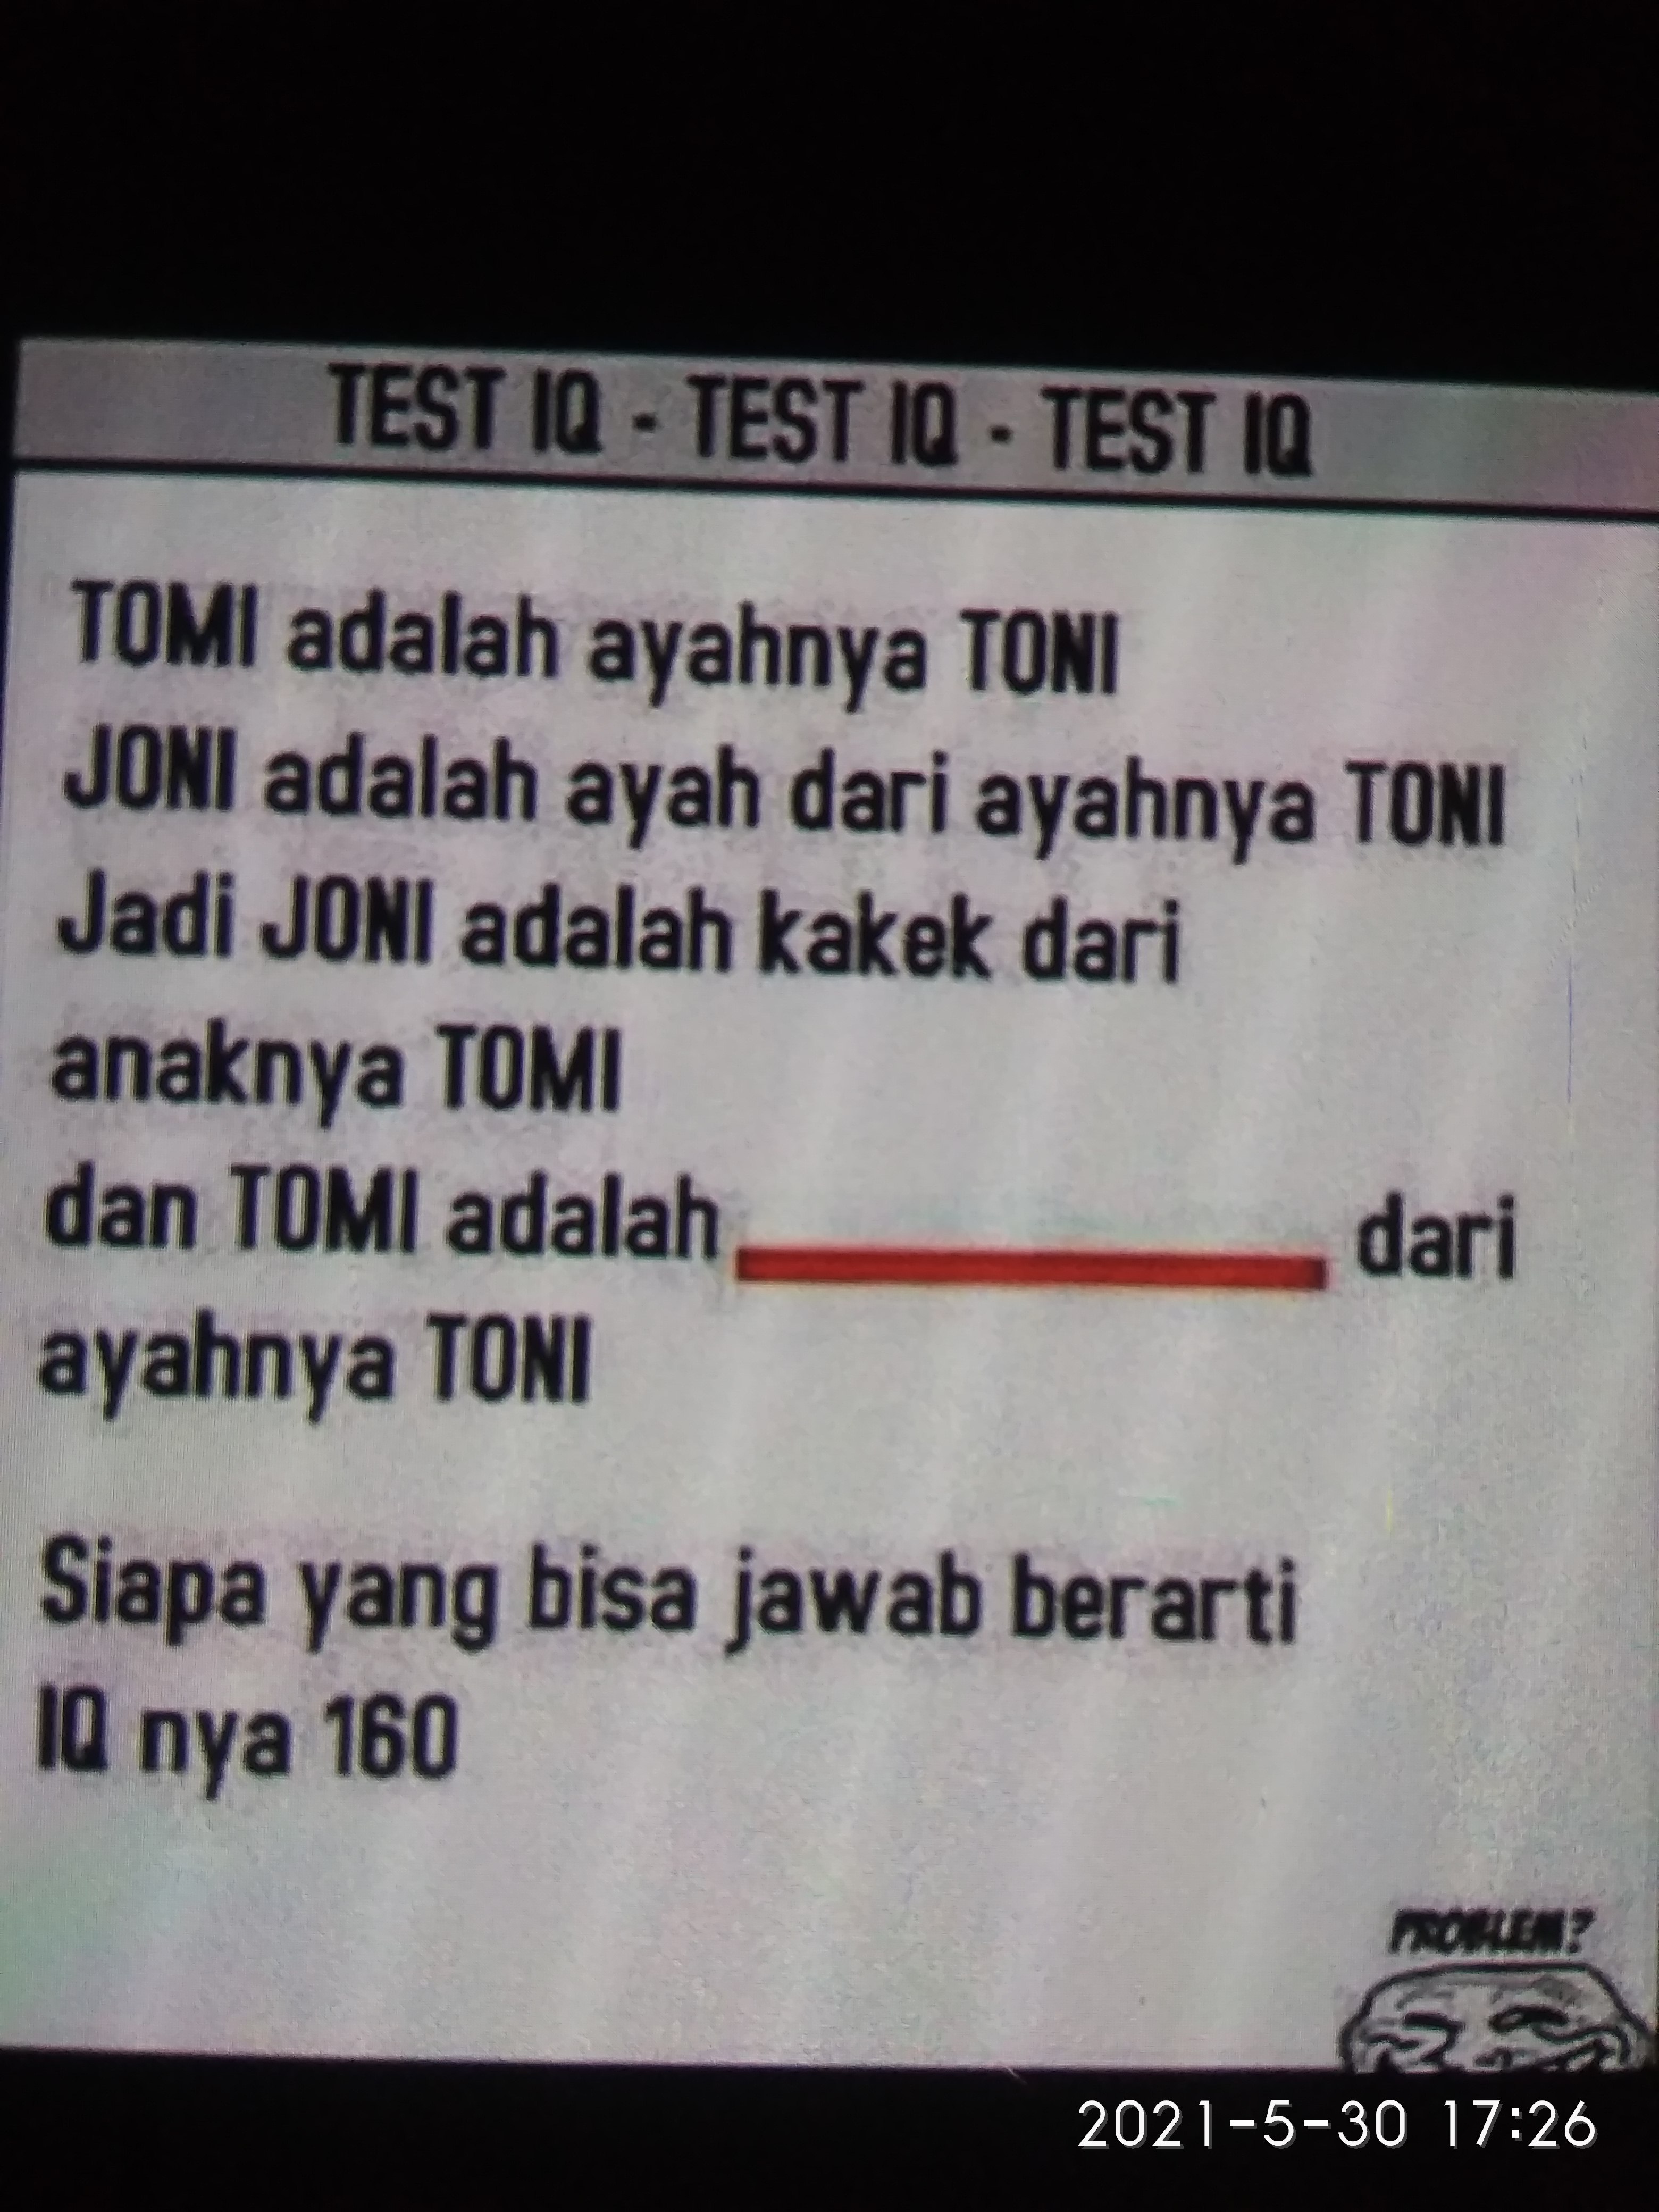 TEST IQ - TEST IQ - TEST IQ
TOMI adalah ayahnya TONI
JONI adalah ayah dari ayahnya TONI
Jadi JONI adalah kakek dari
anaknya TOMI
dan TOMI adalah ________ dari
ayahnya TONI
Siapa yang bisa jawab berarti
IQ nya 160
PROBLEM?
2021-5-30 17:26